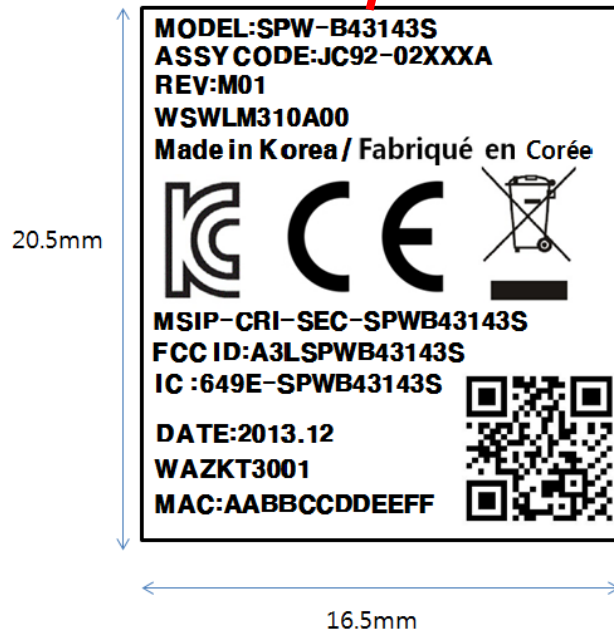 MODEL:SPW-B43143S
ASSY CODE:JC92-02XXXA
REV:M01
WSWLM310A00
Made in Korea / Fabriqué en Corée
20.5mm
MSIP-CRI-SEC-SPWB43143S
FCC ID:A3LSPWB43143S
IC :649E-SPWB43143S
DATE:2013.12
WAZKT3001
MAC:AABBCCDDEEFF
16.5mm